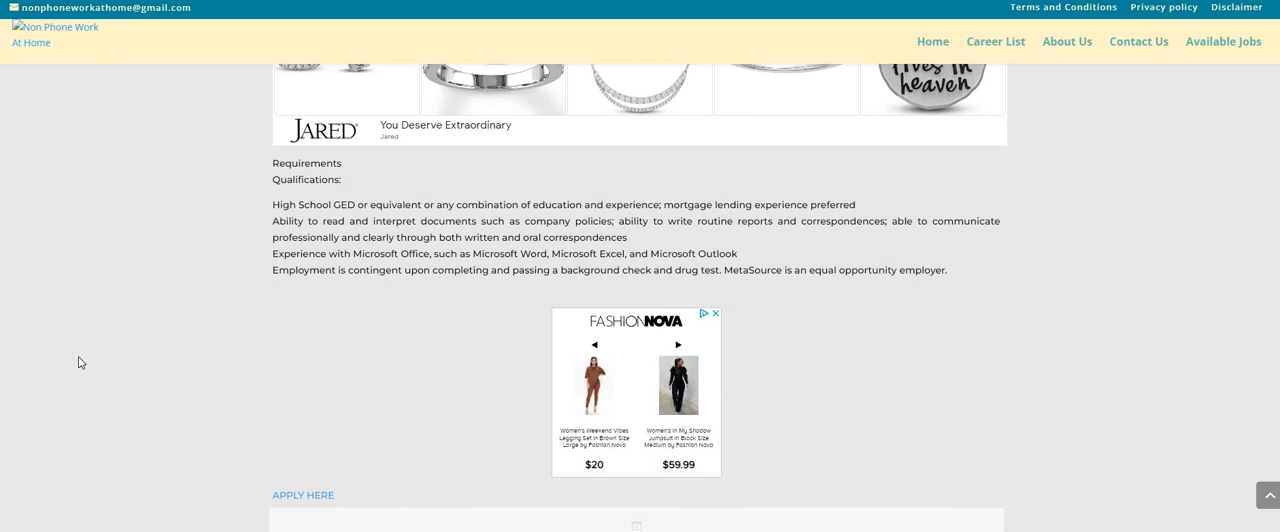 nonphoneworkathome@gmail.com
Terms and Conditions Privacy policy Disclaimer
Non Phone Work
At Home
Home Career List About Us Contact Us Available Jobs
lives in
heaven
JARED
You Deserve Extraordinary
Jared
Requirements
Qualifications:
High School GED or equivalent or any combination of education and experience; mortgage lending experience preferred
Ability to read and interpret documents such as company policies; ability to write routine reports and correspondences; able to communicate
professionally and clearly through both written and oral correspondences
Experience with Microsoft Office, such as Microsoft Word, Microsoft Excel, and Microsoft Outlook
Employment is contingent upon completing and passing a background check and drug test. MetaSource is an equal opportunity employer.
FASHIONNOVA
Women's Weekend Vibes
Legging Set in Brown Size
Large by Fashion Nova
$20
Women's In My Shadow
Jumpsuit in Black Size
Medium by Fashion Nova
$59.99
APPLY HERE